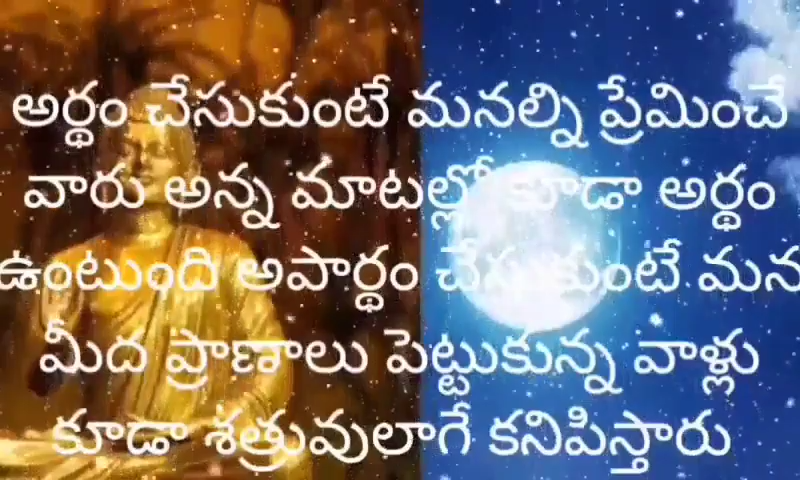 అర్థం చేసుకుంటే మనల్ని ప్రేమించే
వారు అన్న మాటల్లో కూడా అర్థం
ఉంటుంది అపార్థం చేసుకుంటే మన
మీద ప్రాణాలు పెట్టుకున్న వాళ్లు
కూడా శత్రువులాగే కనిపిస్తారు